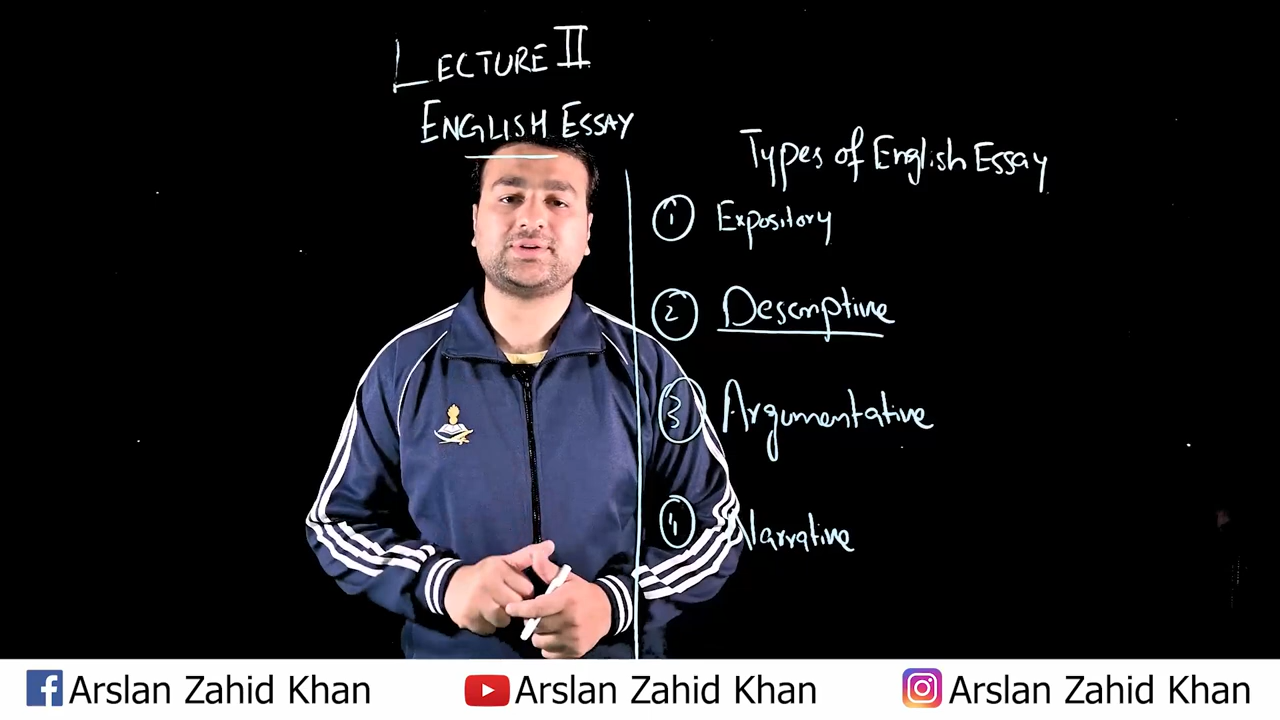 LECTURE II
ENGLISH ESSAY
Types of English Essay
1 Expository
2 Descriptive
3 Argumentative
4 Narrative
Arslan Zahid Khan
Arslan Zahid Khan
Arslan Zahid Khan